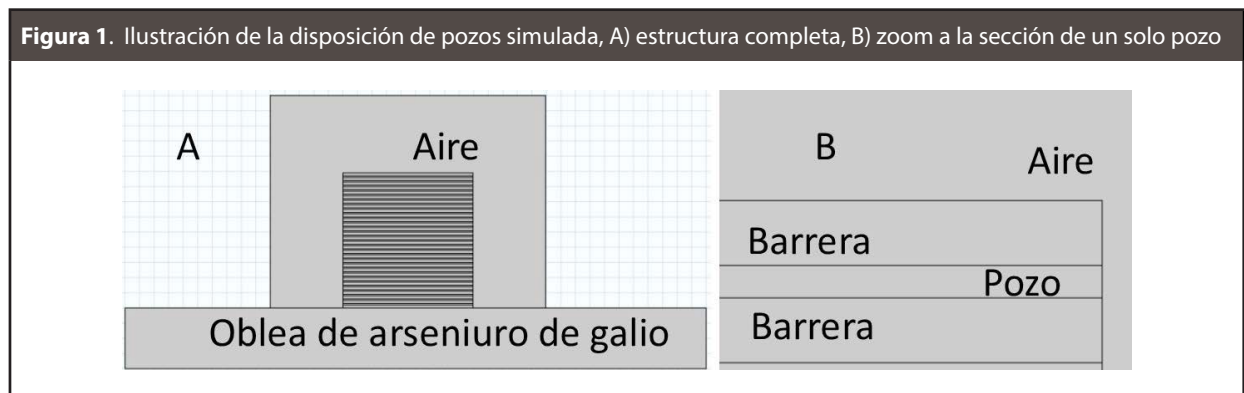 Figura 1. Ilustración de la disposición de pozos simulada, A) estructura completa, B) zoom a la sección de un solo pozo
A
Aire
Oblea de arseniuro de galio
B
Aire
Barrera
Pozo
Barrera